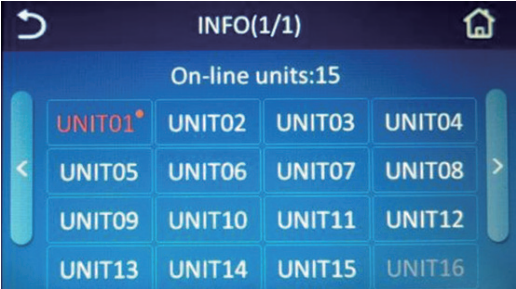 INFO(1/1)
On-line units:15
UNIT01 UNIT02 UNIT03 UNIT04
UNIT05 UNIT06 UNIT07 UNIT08
UNIT09 UNIT10 UNIT11 UNIT12
UNIT13 UNIT14 UNIT15 UNIT16